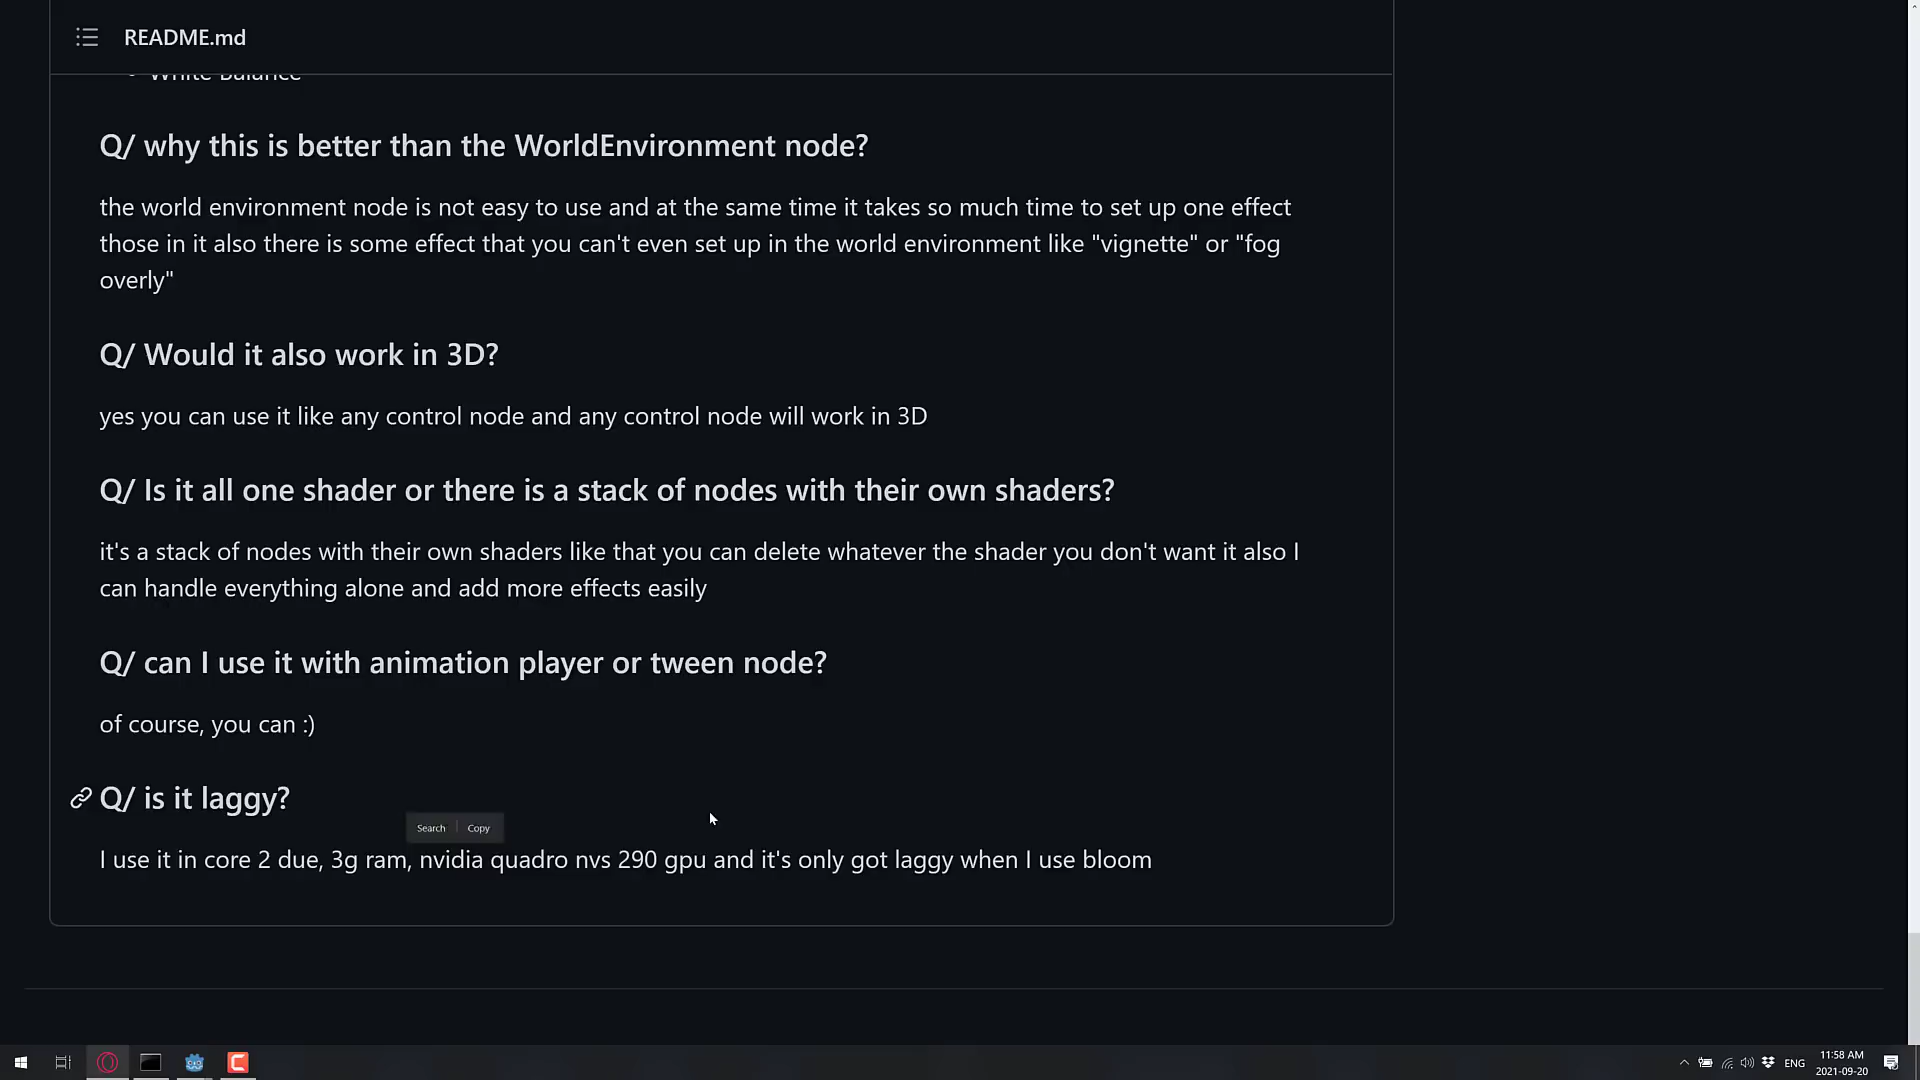 README.md
White Balance
Q/ why this is better than the WorldEnvironment node?
the world environment node is not easy to use and at the same time it takes so much time to set up one effect
those in it also there is some effect that you can't even set up in the world environment like "vignette" or "fog
overly"
Q/ Would it also work in 3D?
yes you can use it like any control node and any control node will work in 3D
Q/ Is it all one shader or there is a stack of nodes with their own shaders?
it's a stack of nodes with their own shaders like that you can delete whatever the shader you don't want it also I
can handle everything alone and add more effects easily
Q/ can I use it with animation player or tween node?
of course, you can :)
Q/ is it laggy?
Search | Copy
I use it in core 2 due, 3g ram, nvidia quadro nvs 290 gpu and it's only got laggy when I use bloom
ENG
11:58 AM
2021-09-20